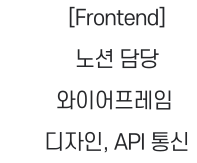 [Frontend]
노션 담당
와이어프레임
디자인, API 통신